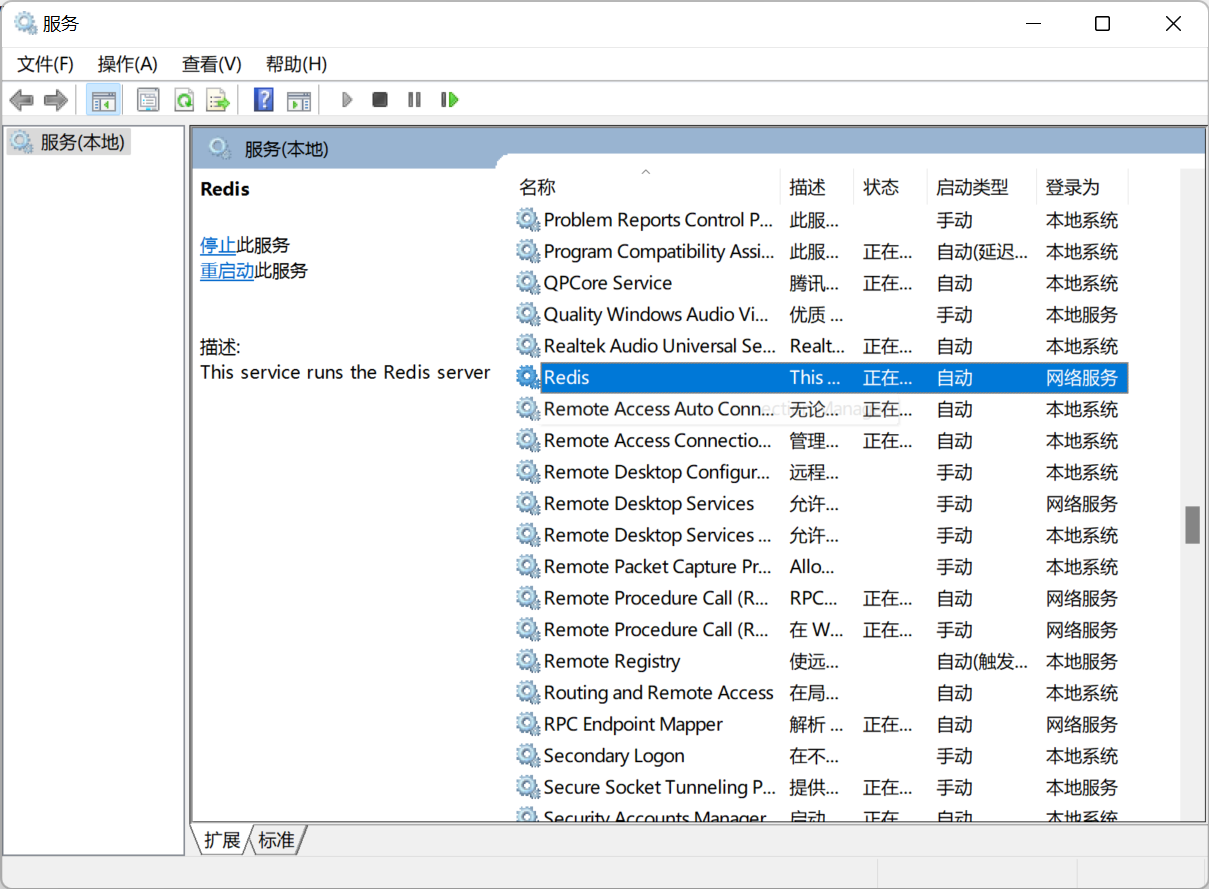 服务
文件(F) 操作(A) 查看(V) 帮助(H)
服务(本地)
服务(本地)
Redis
停止此服务
重启动此服务
描述:
This service runs the Redis server
名称 描述 状态 启动类型 登录为
Problem Reports Control P... 此服... 手动 本地系统
Program Compatibility Assi... 此服... 正在... 自动(延迟... 本地系统
QPCore Service 腾讯... 正在... 自动 本地系统
Quality Windows Audio Vi... 优质 ... 手动 本地服务
Realtek Audio Universal Se... Realt... 正在... 自动 本地系统
Redis This ... 正在... 自动 网络服务
Remote Access Auto Conn... 无论... 正在... 自动 本地系统
Remote Access Connectio... 管理... 正在... 自动 本地系统
Remote Desktop Configur... 远程... 手动 本地系统
Remote Desktop Services 允许... 手动 网络服务
Remote Desktop Services ... 允许... 手动 本地系统
Remote Packet Capture Pr... Allo... 手动 本地系统
Remote Procedure Call (R... RPC... 正在... 自动 网络服务
Remote Procedure Call (R... 在 W... 正在... 手动 网络服务
Remote Registry 使远... 自动(触发... 本地服务
Routing and Remote Access 在局... 自动 本地系统
RPC Endpoint Mapper 解析 ... 正在... 自动 网络服务
Secondary Logon 在不... 手动 本地系统
Secure Socket Tunneling P... 提供... 正在... 手动 本地服务
Security Accounts Manager 启动... 正在... 自动 本地系统
扩展 标准